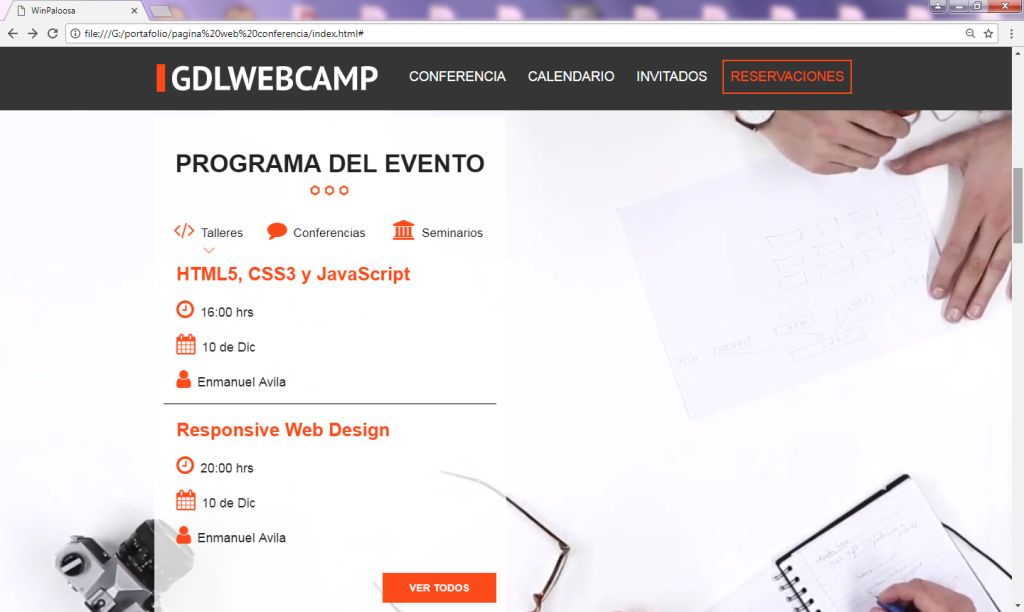 WinPaloosa
file:///G:/portafolio/pagina%20web%20conferencia/index.html#
GDLWEBCAMP CONFERENCIA CALENDARIO INVITADOS RESERVACIONES
PROGRAMA DEL EVENTO
Talleres Conferencias Seminarios
HTML5, CSS3 y JavaScript
16:00 hrs
10 de Dic
Enmanuel Avila
Responsive Web Design
20:00 hrs
10 de Dic
Enmanuel Avila
VER TODOS